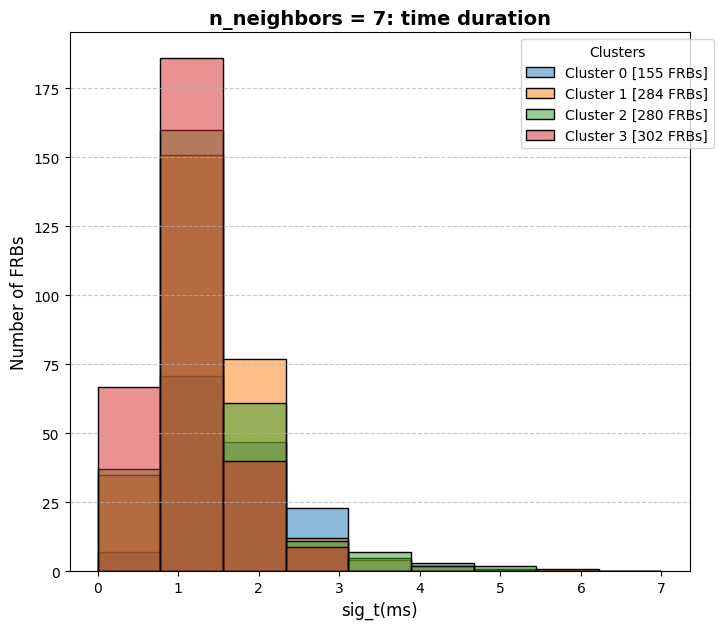 n_neighbors = 7: time duration
Clusters
Cluster 0 [155 FRBs]
Cluster 1 [284 FRBs]
Cluster 2 [280 FRBs]
Cluster 3 [302 FRBs]
Number of FRBs
175
150
125
100
75
50
25
0
0 1 2 3 4 5 6 7
sig_t(ms)